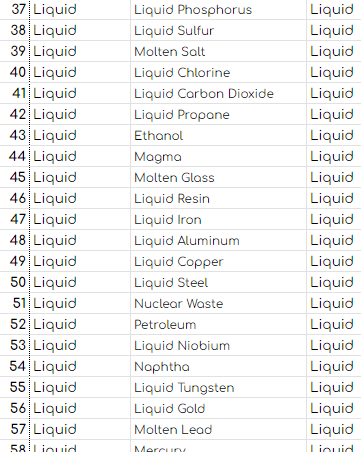 37 Liquid Liquid Phosphorus Liquid
38 Liquid Liquid Sulfur Liquid
39 Liquid Molten Salt Liquid
40 Liquid Liquid Chlorine Liquid
41 Liquid Liquid Carbon Dioxide Liquid
42 Liquid Liquid Propane Liquid
43 Liquid Ethanol Liquid
44 Liquid Magma Liquid
45 Liquid Molten Glass Liquid
46 Liquid Liquid Resin Liquid
47 Liquid Liquid Iron Liquid
48 Liquid Liquid Aluminum Liquid
49 Liquid Liquid Copper Liquid
50 Liquid Liquid Steel Liquid
51 Liquid Nuclear Waste Liquid
52 Liquid Petroleum Liquid
53 Liquid Liquid Niobium Liquid
54 Liquid Naphtha Liquid
55 Liquid Liquid Tungsten Liquid
56 Liquid Liquid Gold Liquid
57 Liquid Molten Lead Liquid
58 Liquid Mercury Liquid